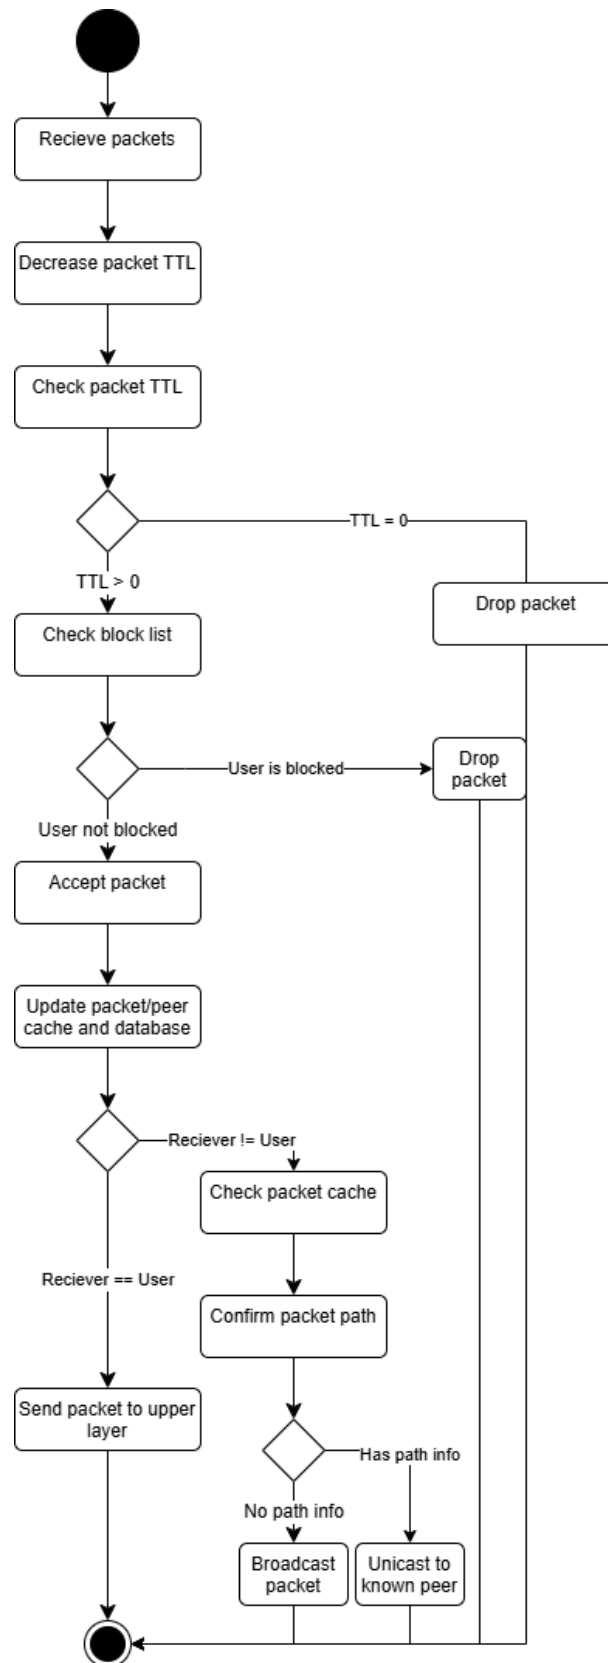 Recieve packets
Decrease packet TTL
Check packet TTL
TTL = 0
TTL > 0
Drop packet
Check block list
User is blocked
Drop
packet
User not blocked
Accept packet
Update packet/peer
cache and database
Reciever != User
Check packet cache
Reciever == User
Confirm packet path
Send packet to upper
layer
Has path info
No path info
Broadcast
packet
Unicast to
known peer